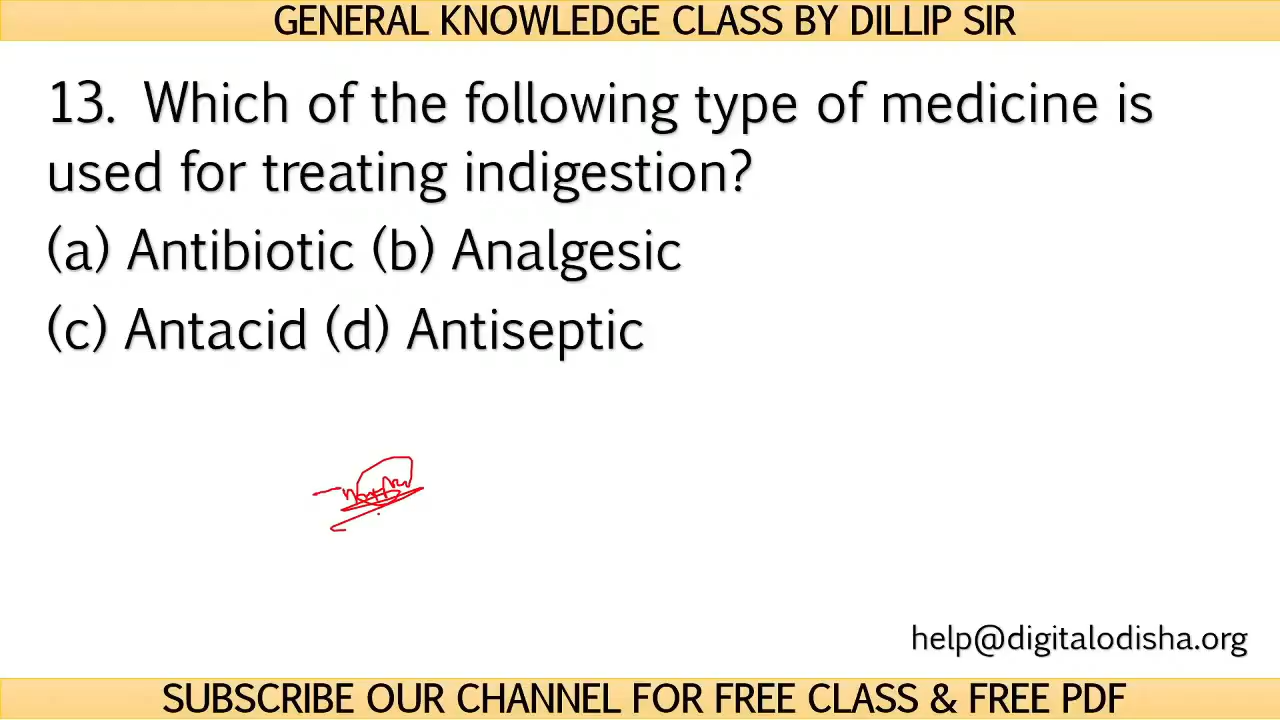 GENERAL KNOWLEDGE CLASS BY DILLIP SIR
13. Which of the following type of medicine is
used for treating indigestion?
(a) Antibiotic (b) Analgesic
(c) Antacid (d) Antiseptic
help@digitalodisha.org
SUBSCRIBE OUR CHANNEL FOR FREE CLASS & FREE PDF